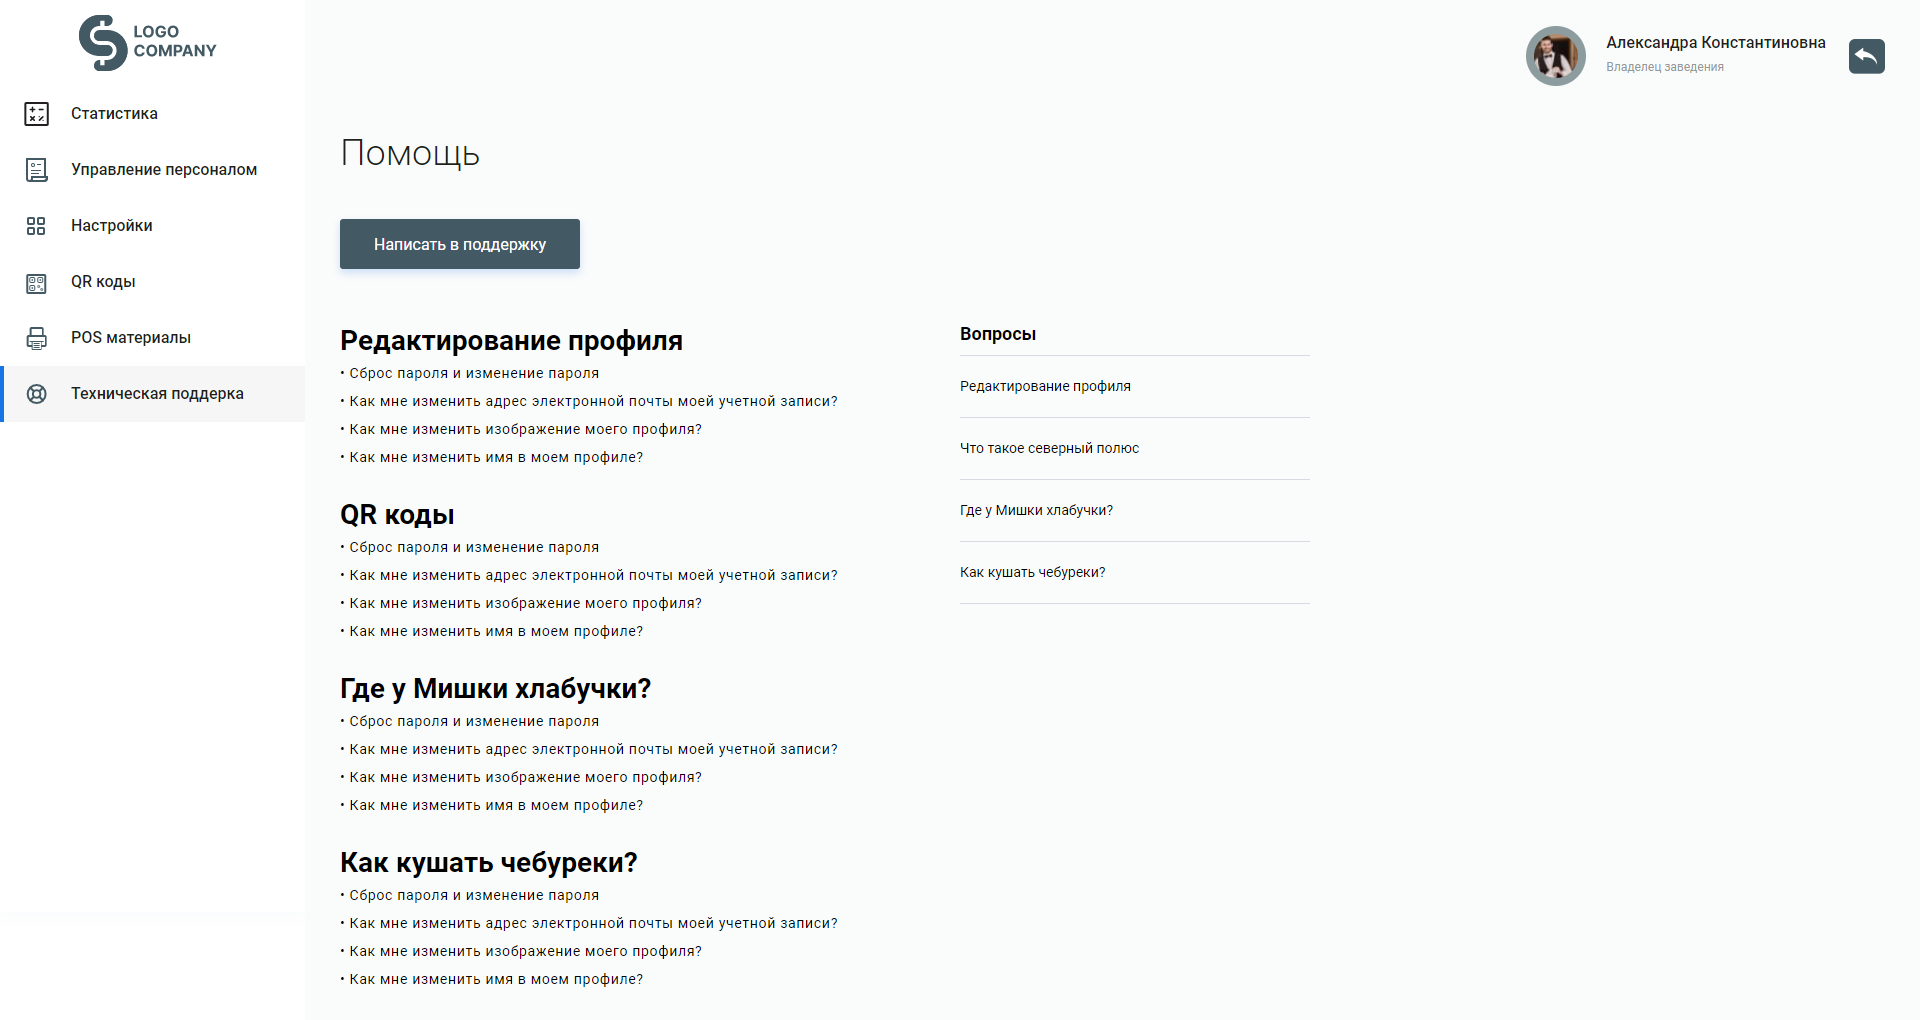 LOGO
COMPANY
Статистика
Управление персоналом
Настройки
QR коды
POS материалы
Техническая поддерка
Александра Константиновна
Владелец заведения
Помощь
Написать в поддержку
Редактирование профиля
• Сброс пароля и изменение пароля
• Как мне изменить адрес электронной почты моей учетной записи?
• Как мне изменить изображение моего профиля?
• Как мне изменить имя в моем профиле?
QR коды
• Сброс пароля и изменение пароля
• Как мне изменить адрес электронной почты моей учетной записи?
• Как мне изменить изображение моего профиля?
• Как мне изменить имя в моем профиле?
Где у Мишки хлабучки?
• Сброс пароля и изменение пароля
• Как мне изменить адрес электронной почты моей учетной записи?
• Как мне изменить изображение моего профиля?
• Как мне изменить имя в моем профиле?
Как кушать чебуреки?
• Сброс пароля и изменение пароля
• Как мне изменить адрес электронной почты моей учетной записи?
• Как мне изменить изображение моего профиля?
• Как мне изменить имя в моем профиле?
Вопросы
Редактирование профиля
Что такое северный полюс
Где у Мишки хлабучки?
Как кушать чебуреки?